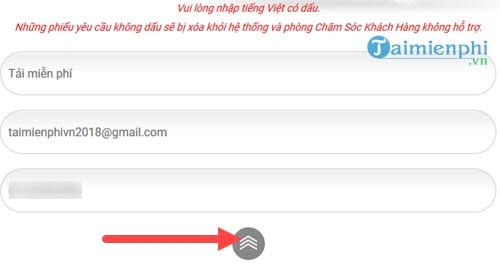 Vui lòng nhập tiếng Việt có dấu.
Những phiếu yêu cầu không dấu sẽ bị xóa khỏi hệ thống và phòng Chăm Sóc Khách Hàng không hỗ trợ.
Taimienphi
.vn
Tải miễn phí
taimienphivn2018@gmail.com